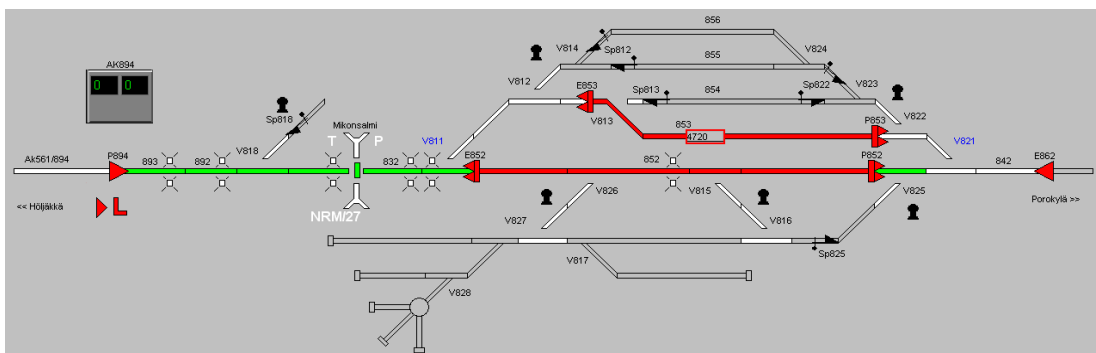 856
V814
Sp812
V824
855
AK894
0 0
V812
E853
V823
Sp813
854
Sp822
Sp818
V813
853
4720
P853
V822
Mikonsalmi
T P
V811
V821
V818
Ak561/894
P894
893
892
832
E852
852
P852
842
E862
<< Höljäkkä
L
NRM/27
V826
V815
V825
Porokylä >>
V827
V816
V817
Sp825
V828